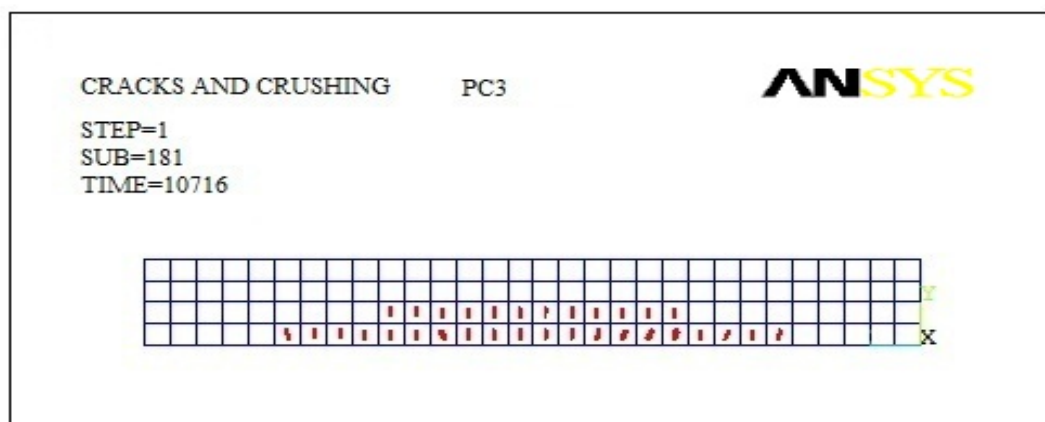 CRACKS AND CRUSHING PC3
ANSYS
STEP=1
SUB=181
TIME=10716
Y
X